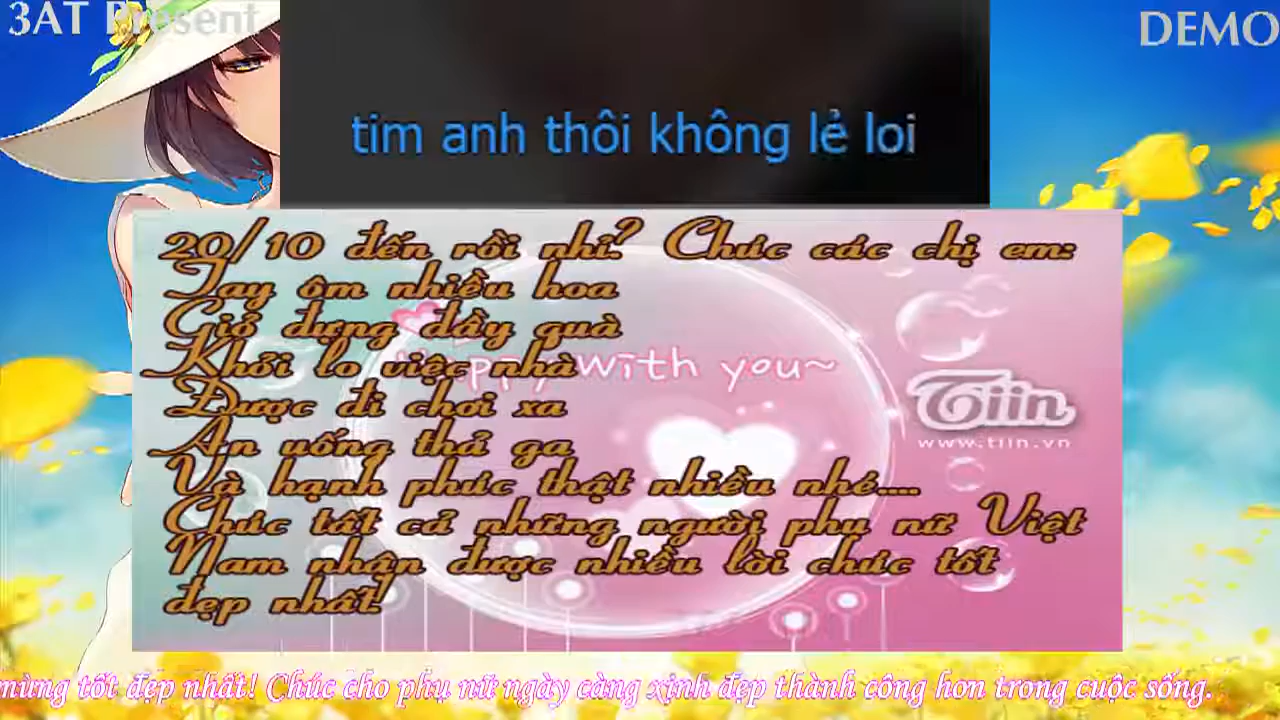 3AT Present
DEMO
tim anh thôi không lẻ loi
20/10 đến rồi nhỉ? Chúc các chị em:
Tay ôm nhiều hoa
Giỏ đựng đầy quà
Khỏi lo việc nhà
Được đi chơi xa
Ăn uống thả ga
Và hạnh phúc thật nhiều nhé....
Chúc tất cả những người phụ nữ Việt
Nam nhận được nhiều lời chúc tốt
đẹp nhất!
with you~
Tiin
www.tiin.vn
mừng tốt đẹp nhất! Chúc cho phụ nữ ngày càng xinh đẹp thành công hơn trong cuộc sống.